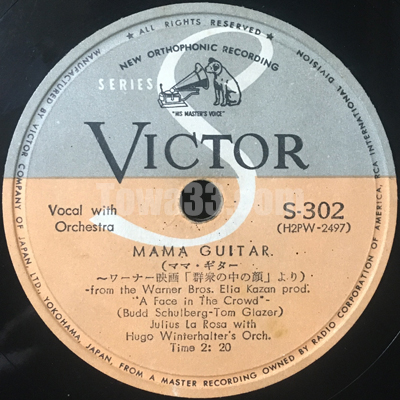 ★ ALL RIGHTS RESERVED ★
NEW ORTHOPHONIC RECORDING
SERIES
S
"HIS MASTER'S VOICE"
VICTOR
Vocal with
Orchestra
S-302
(H2PW-2497)
MAMA GUITAR
(ママ・ギター
～ワーナー映画「群衆の中の顔」より)
-from the Warner Bros. Elia Kazan prod.
"A Face in The Crowd"-
(Budd Schulberg-Tom Glazer)
Julius La Rosa with
Hugo Winterhalter's Orch.
Time 2: 20
MANUFACTURED BY VICTOR COMPANY OF JAPAN, LTD., YOKOHAMA, JAPAN, FROM A MASTER RECORDING OWNED BY RADIO CORPORATION OF AMERICA, RCA INTERNATIONAL DIVISION